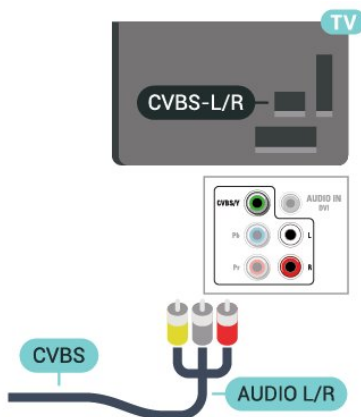 TV
CVBS-L/R
CVBS/Y
AUDIO IN
DVI
Pb
L
Pr
R
CVBS
AUDIO L/R